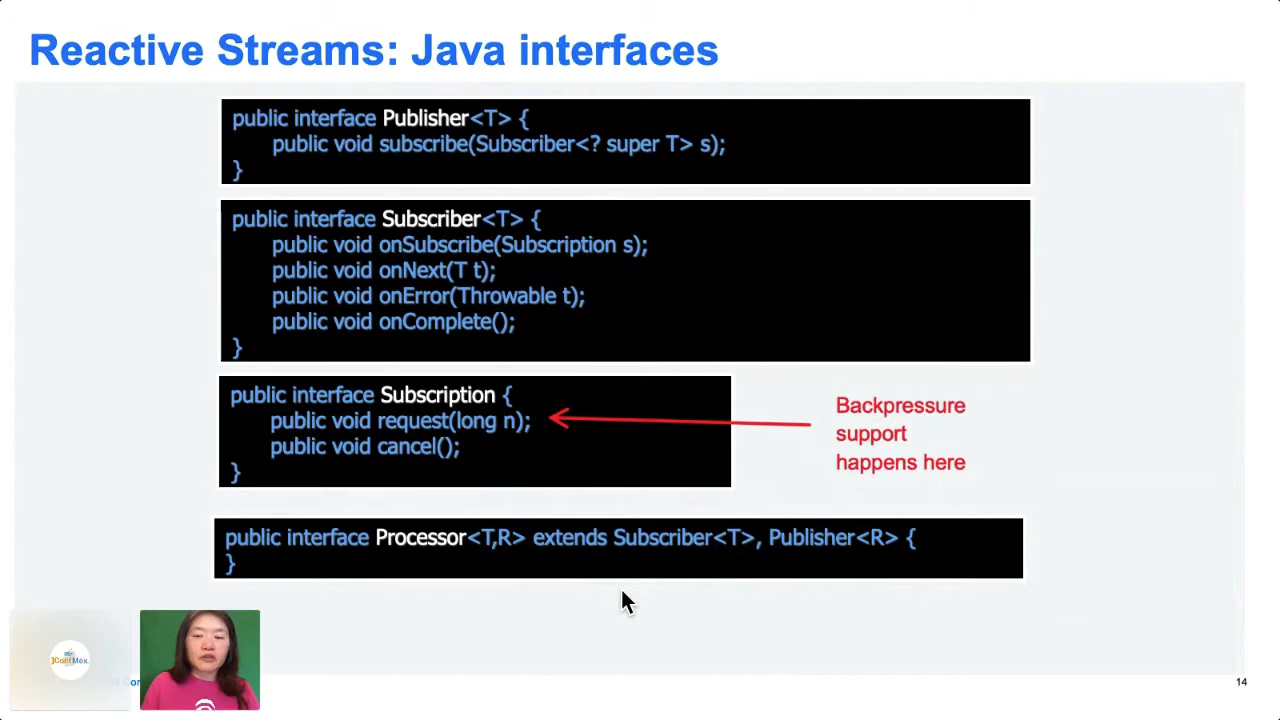 Reactive Streams: Java interfaces
public interface Publisher<T> {
public void subscribe(Subscriber<? super T> s);
}
public interface Subscriber<T> {
public void onSubscribe(Subscription s);
public void onNext(T t);
public void onError(Throwable t);
public void onComplete();
}
public interface Subscription {
public void request(long n);
public void cancel();
}
Backpressure
support
happens here
public interface Processor<T,R> extends Subscriber<T>, Publisher<R> {
}
JConfMex
14